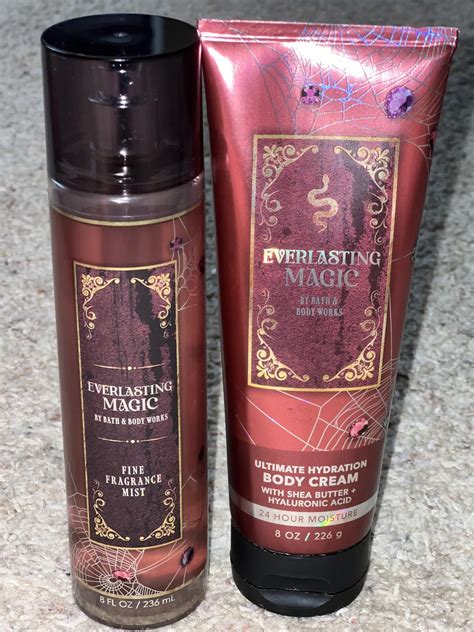 EVERLASTING
MAGIC
BY BATH & BODY WORKS
FINE
FRAGRANCE
MIST
8 FL OZ / 236 mL
EVERLASTING
MAGIC
BY BATH &
BODY WORKS
ULTIMATE HYDRATION
BODY CREAM
WITH SHEA BUTTER +
HYALURONIC ACID
24 HOUR MOISTURE
8 OZ / 226 g